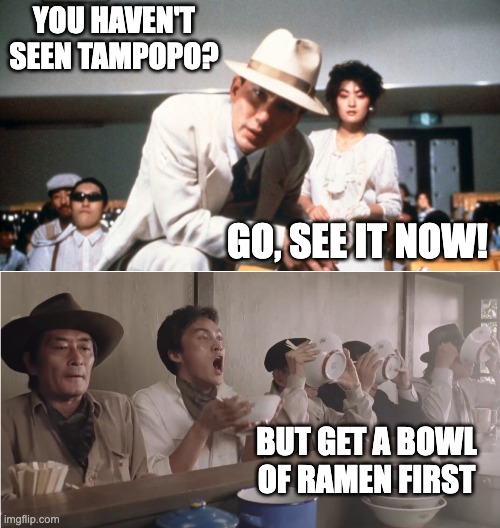 YOU HAVEN'T
SEEN TAMPOPO?
GO, SEE IT NOW!
BUT GET A BOWL
OF RAMEN FIRST
imgflip.com